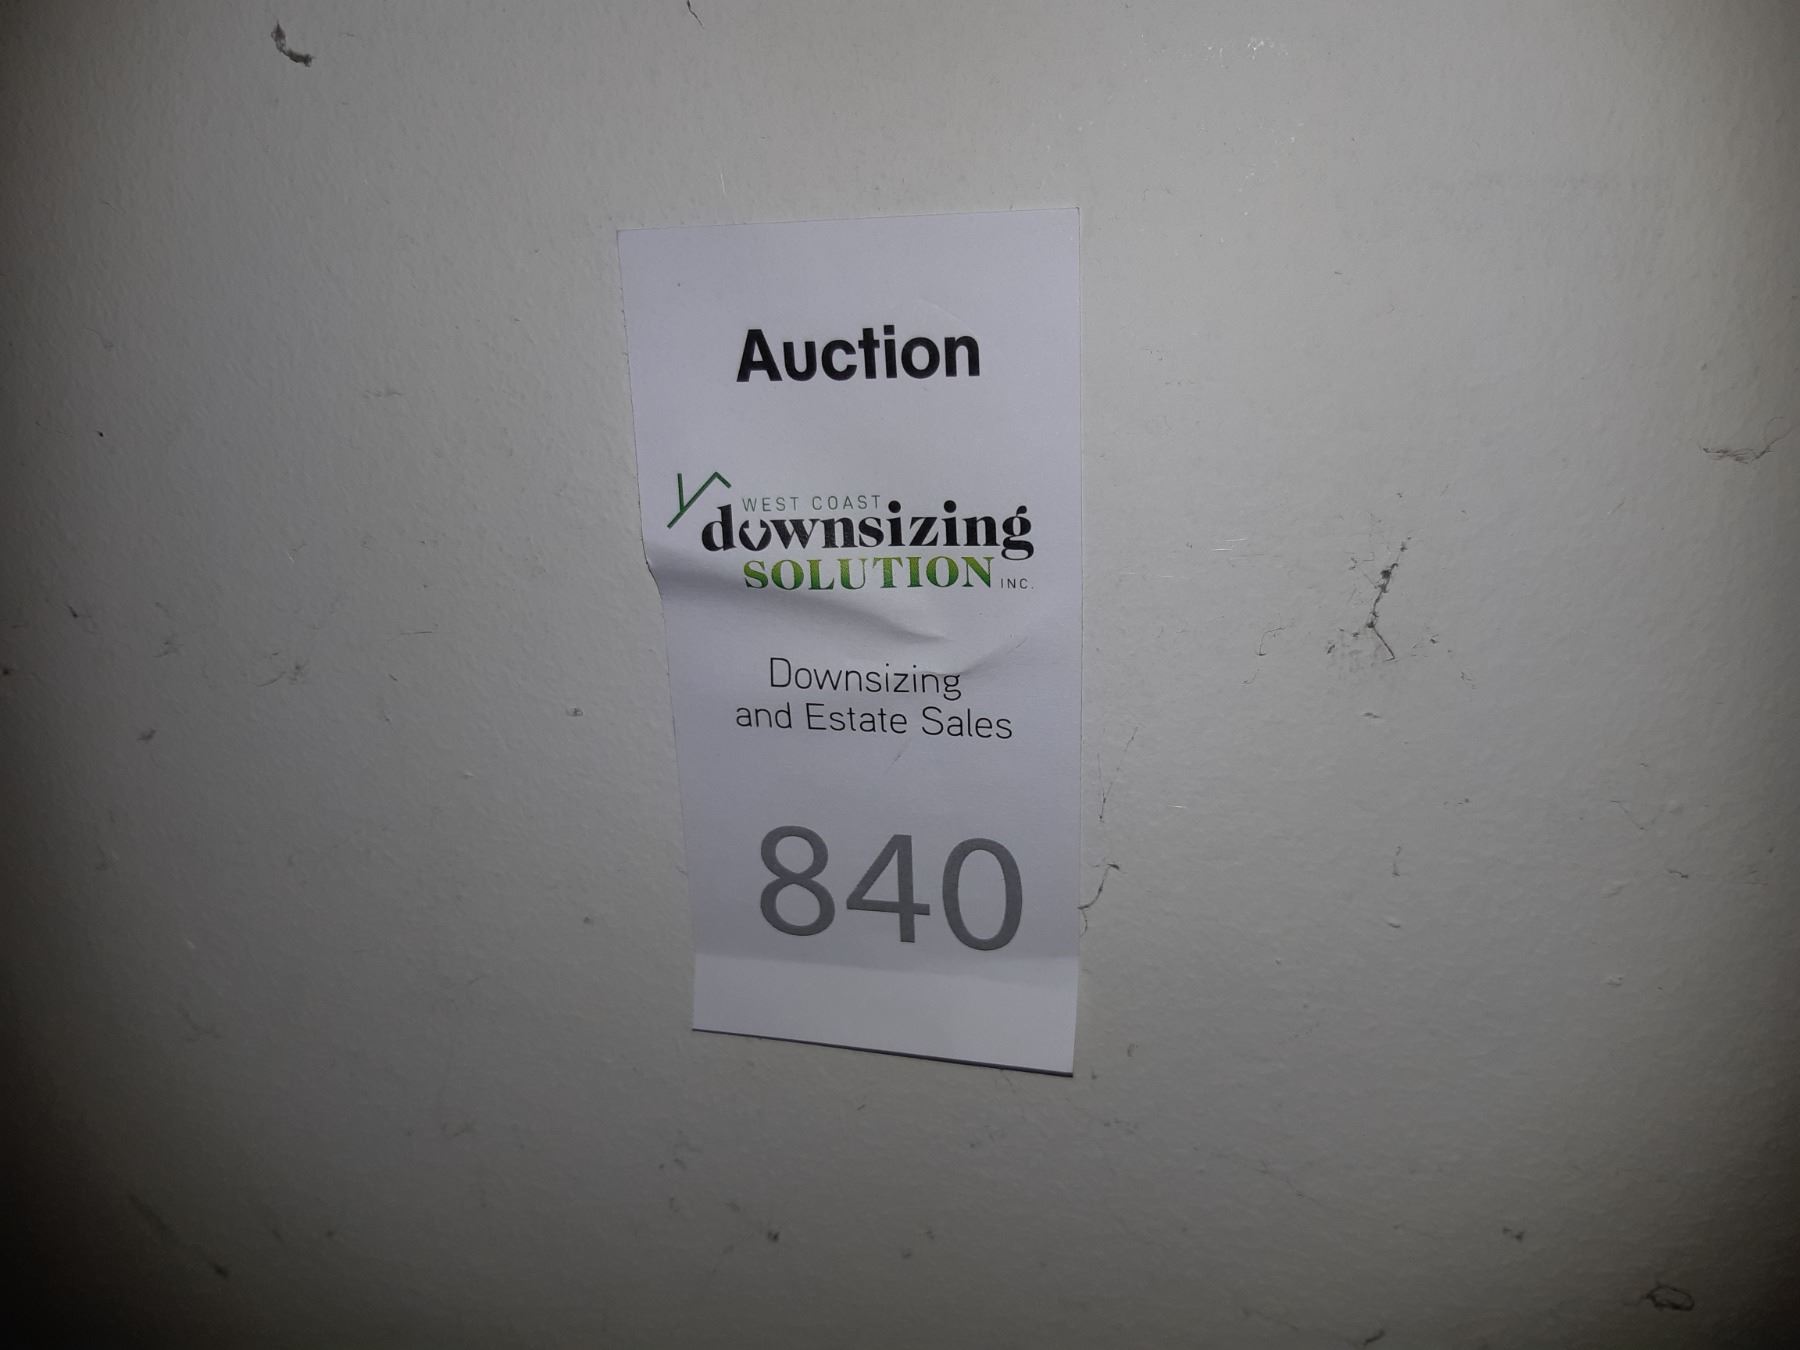 Auction
WEST COAST
downsizing
SOLUTION INC.
Downsizing
and Estate Sales
840